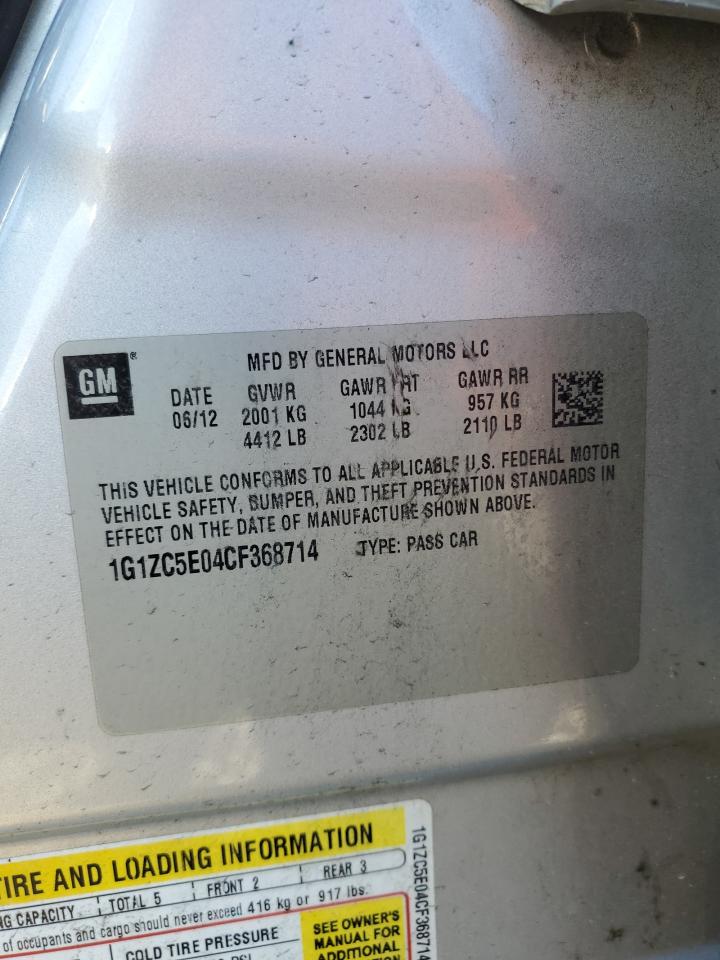 GM ®
MFD BY GENERAL MOTORS LLC
DATE GVWR GAWR FRT GAWR RR
06/12 2001 KG 1044 KG 957 KG
4412 LB 2302 LB 2110 LB
THIS VEHICLE CONFORMS TO ALL APPLICABLE U.S. FEDERAL MOTOR
VEHICLE SAFETY, BUMPER, AND THEFT PREVENTION STANDARDS IN
EFFECT ON THE DATE OF MANUFACTURE SHOWN ABOVE.
1G1ZC5E04CF368714 TYPE: PASS CAR
TIRE AND LOADING INFORMATION
CAPACITY TOTAL 5 FRONT 2 REAR 3
of occupants and cargo should never exceed 416 kg or 917 lbs.
COLD TIRE PRESSURE
SEE OWNER'S
MANUAL FOR
ADDITIONAL
1G1ZC5E04CF368714